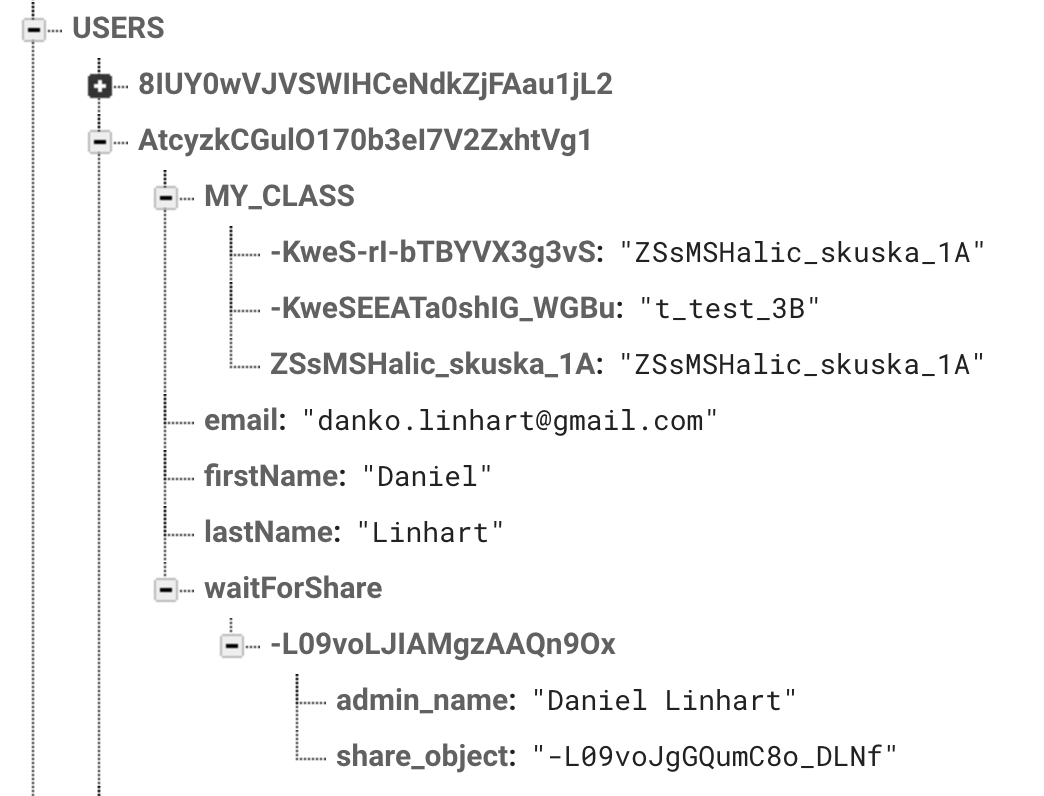 USERS
8IUY0wVJVSWIHCeNdkZjFAau1jL2
AtcyzkCGulO170b3eI7V2ZxhtVg1
MY_CLASS
-KweS-rI-bTBYVX3g3vS: "ZSsMSHalic_skuska_1A"
-KweSEEATa0shIG_WGBu: "t_test_3B"
ZSsMSHalic_skuska_1A: "ZSsMSHalic_skuska_1A"
email: "danko.linhart@gmail.com"
firstName: "Daniel"
lastName: "Linhart"
waitForShare
-L09voLJIAMgzAAQn9Ox
admin_name: "Daniel Linhart"
share_object: "-L09voJgGQumC8o_DLNf"